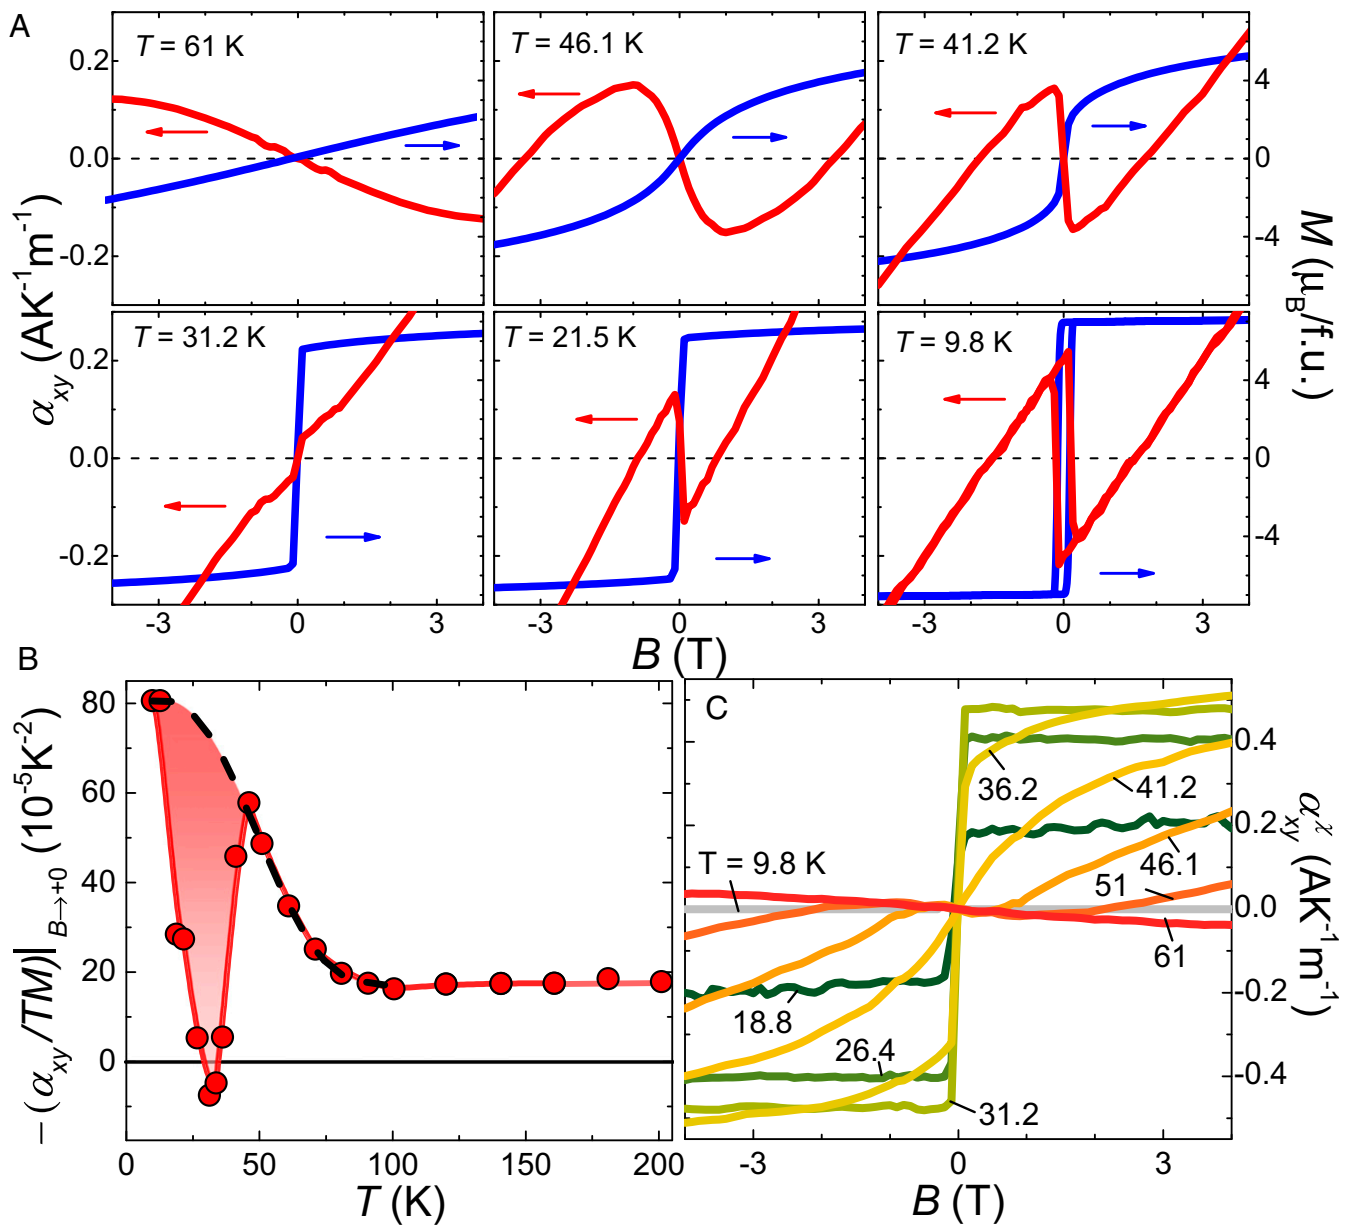 A
T = 61 K
T = 46.1 K
T = 41.2 K
0.2
0.0
-0.2
4
0
-4
T = 31.2 K
T = 21.5 K
T = 9.8 K
0.2
0.0
-0.2
4
0
-4
αxy (AK⁻¹m⁻¹)
M (μB/f.u.)
-3 0 3
-3 0 3
-3 0 3
B (T)
B
80
60
40
20
0
− (αxy/TM)|B→+0 (10⁻⁵K⁻²)
0 50 100 150 200
T (K)
C
36.2
41.2
T = 9.8 K
46.1
51
61
18.8
26.4
31.2
0.4
0.2
0.0
-0.2
-0.4
αχxy (AK⁻¹m⁻¹)
-3 0 3
B (T)